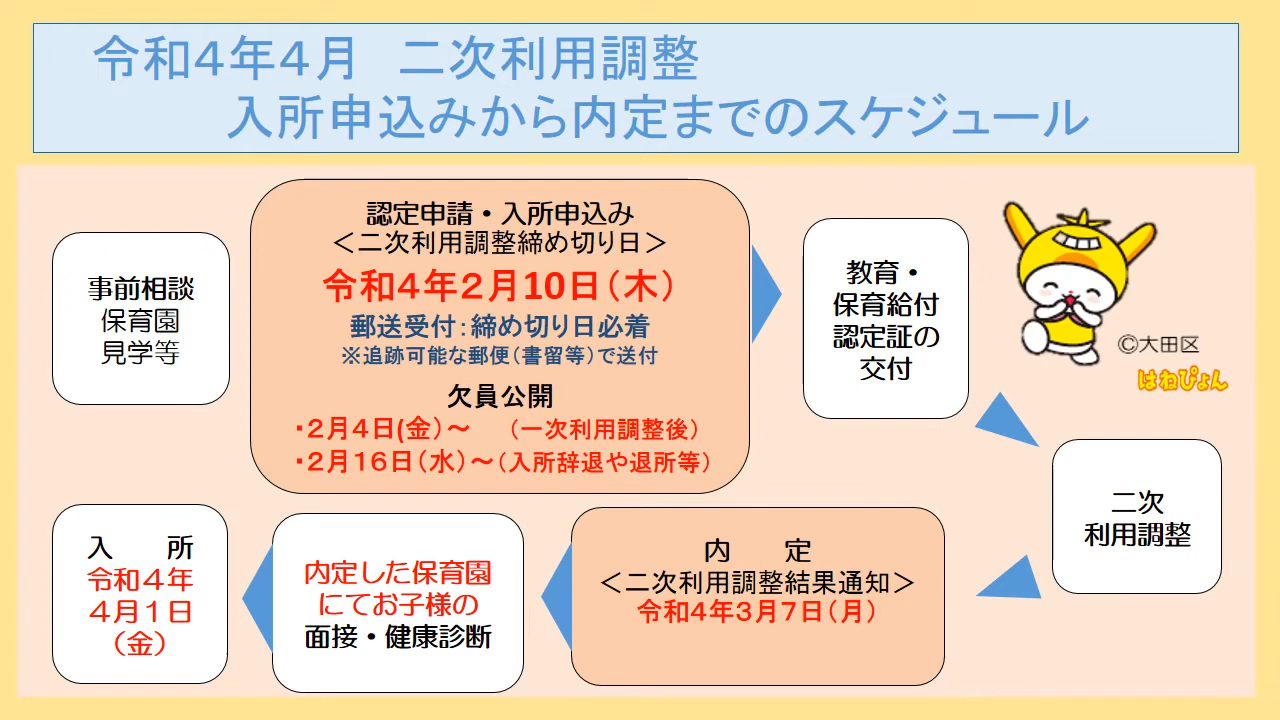 令和４年４月　二次利用調整
入所申込みから内定までのスケジュール
事前相談
保育園
見学等
認定申請・入所申込み
＜二次利用調整締め切り日＞
令和４年２月10日（木）
郵送受付：締め切り日必着
※追跡可能な郵便（書留等）で送付
欠員公開
・２月４日(金）～　（一次利用調整後）
・２月１６日（水）～（入所辞退や退所等）
教育・
保育給付
認定証の
交付
©大田区
はねぴょん
二次
利用調整
内　　定
＜二次利用調整結果通知＞
令和４年３月７日（月）
内定した保育園
にてお子様の
面接・健康診断
入　　所
令和４年
４月１日
（金）